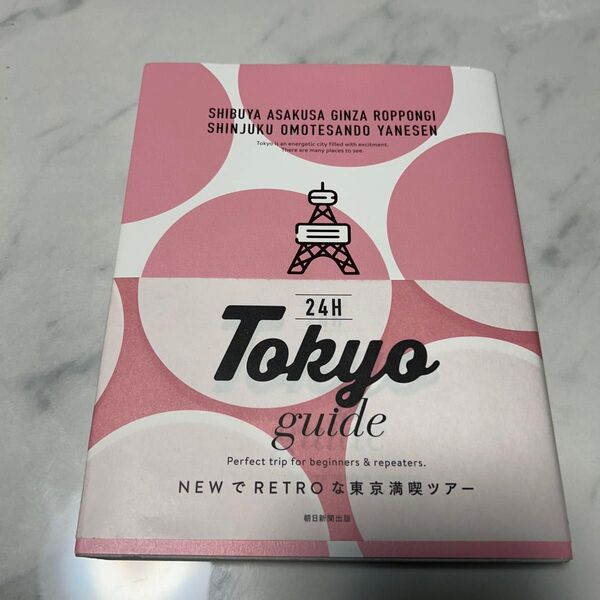 SHIBUYA ASAKUSA GINZA ROPPONGI
SHINJUKU OMOTESANDO YANESEN
Tokyo is an energetic city filled with excitment.
There are many places to see.
24H
Tokyo
guide
Perfect trip for beginners & repeaters.
NEWでRETROな東京満喫ツアー
朝日新聞出版